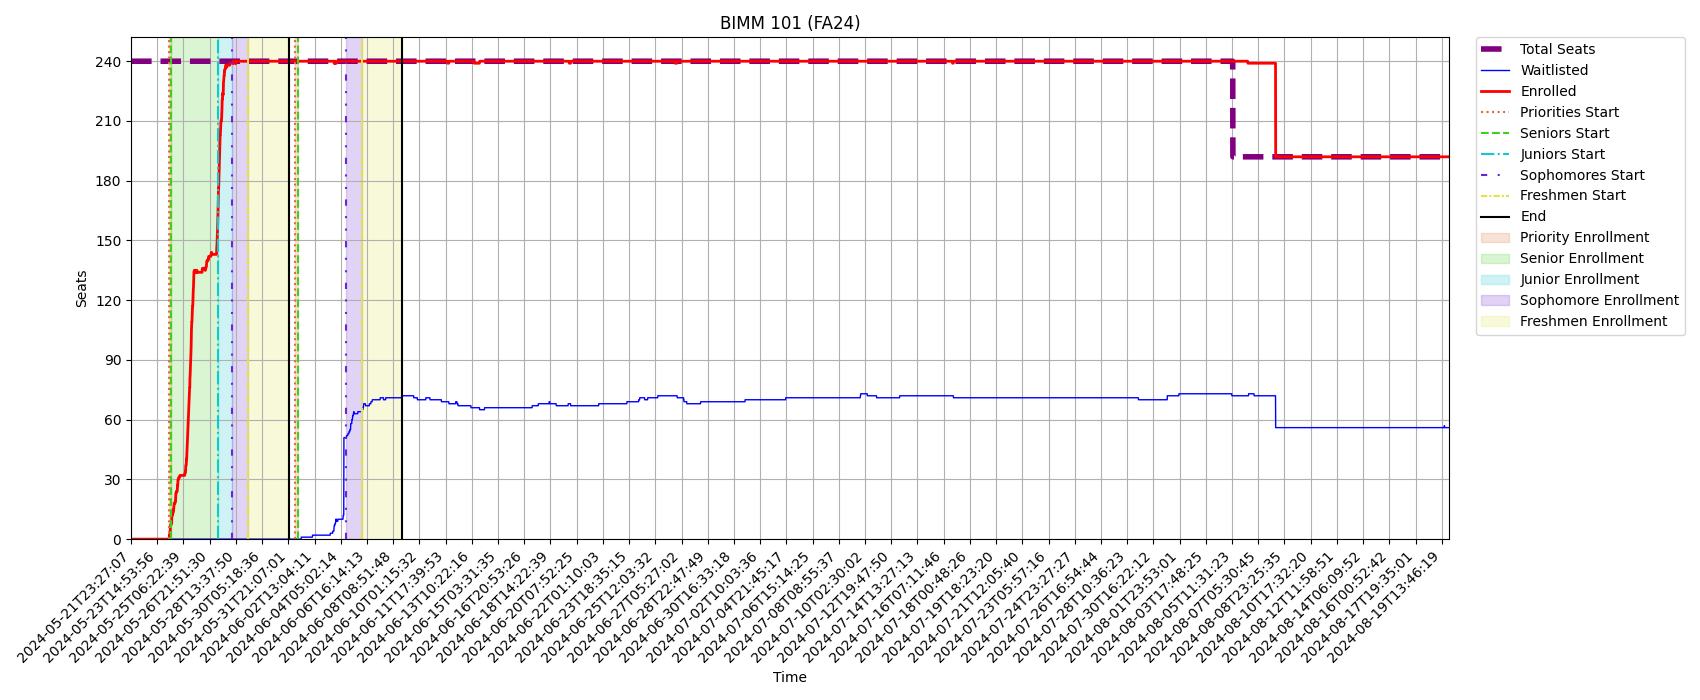 BIMM 101 (FA24)
Seats
240
210
180
150
120
90
60
30
0
2024-05-21T23:27:07
2024-05-23T14:53:56
2024-05-25T06:22:39
2024-05-26T21:51:30
2024-05-28T13:37:50
2024-05-30T05:18:36
2024-05-31T21:07:01
2024-06-02T13:04:11
2024-06-04T05:02:14
2024-06-06T16:14:13
2024-06-08T08:51:48
2024-06-10T01:15:32
2024-06-11T17:39:53
2024-06-13T10:22:16
2024-06-15T03:31:35
2024-06-16T20:53:26
2024-06-18T14:22:39
2024-06-20T07:52:25
2024-06-22T01:10:03
2024-06-23T18:35:15
2024-06-25T12:03:32
2024-06-27T05:27:02
2024-06-28T22:47:49
2024-06-30T16:33:18
2024-07-02T10:03:36
2024-07-04T21:45:17
2024-07-06T15:14:25
2024-07-08T08:55:37
2024-07-10T02:30:02
2024-07-12T19:47:50
2024-07-14T13:27:13
2024-07-16T07:11:46
2024-07-18T00:48:26
2024-07-19T18:23:20
2024-07-21T12:05:40
2024-07-23T05:57:16
2024-07-24T23:27:27
2024-07-26T16:54:44
2024-07-28T10:36:23
2024-07-30T16:22:12
2024-08-01T23:53:01
2024-08-03T17:48:25
2024-08-05T11:31:23
2024-08-07T05:30:45
2024-08-08T23:25:35
2024-08-10T17:32:20
2024-08-12T11:58:51
2024-08-14T06:09:52
2024-08-16T00:52:42
2024-08-17T19:35:01
2024-08-19T13:46:19
Time
Total Seats
Waitlisted
Enrolled
Priorities Start
Seniors Start
Juniors Start
Sophomores Start
Freshmen Start
End
Priority Enrollment
Senior Enrollment
Junior Enrollment
Sophomore Enrollment
Freshmen Enrollment